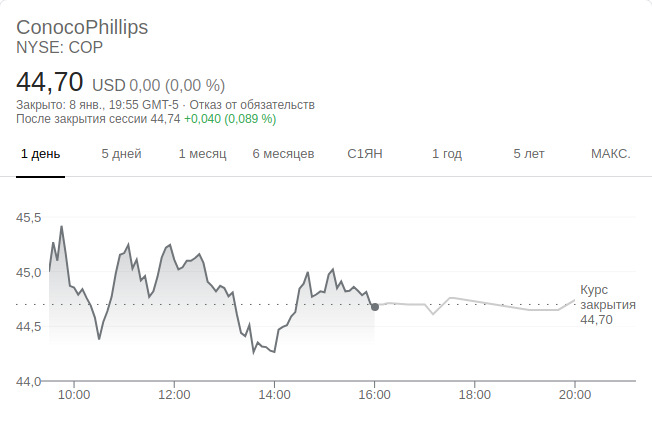 ConocoPhillips
NYSE: COP
44,70 USD 0,00 (0,00 %)
Закрыто: 8 янв., 19:55 GMT-5 · Отказ от обязательств
После закрытия сессии 44,74 +0,040 (0,089 %)
1 день 5 дней 1 месяц 6 месяцев С1ЯН 1 год 5 лет МАКС.
45,5
45,0
44,5
44,0
Курс
закрытия
44,70
10:00 12:00 14:00 16:00 18:00 20:00